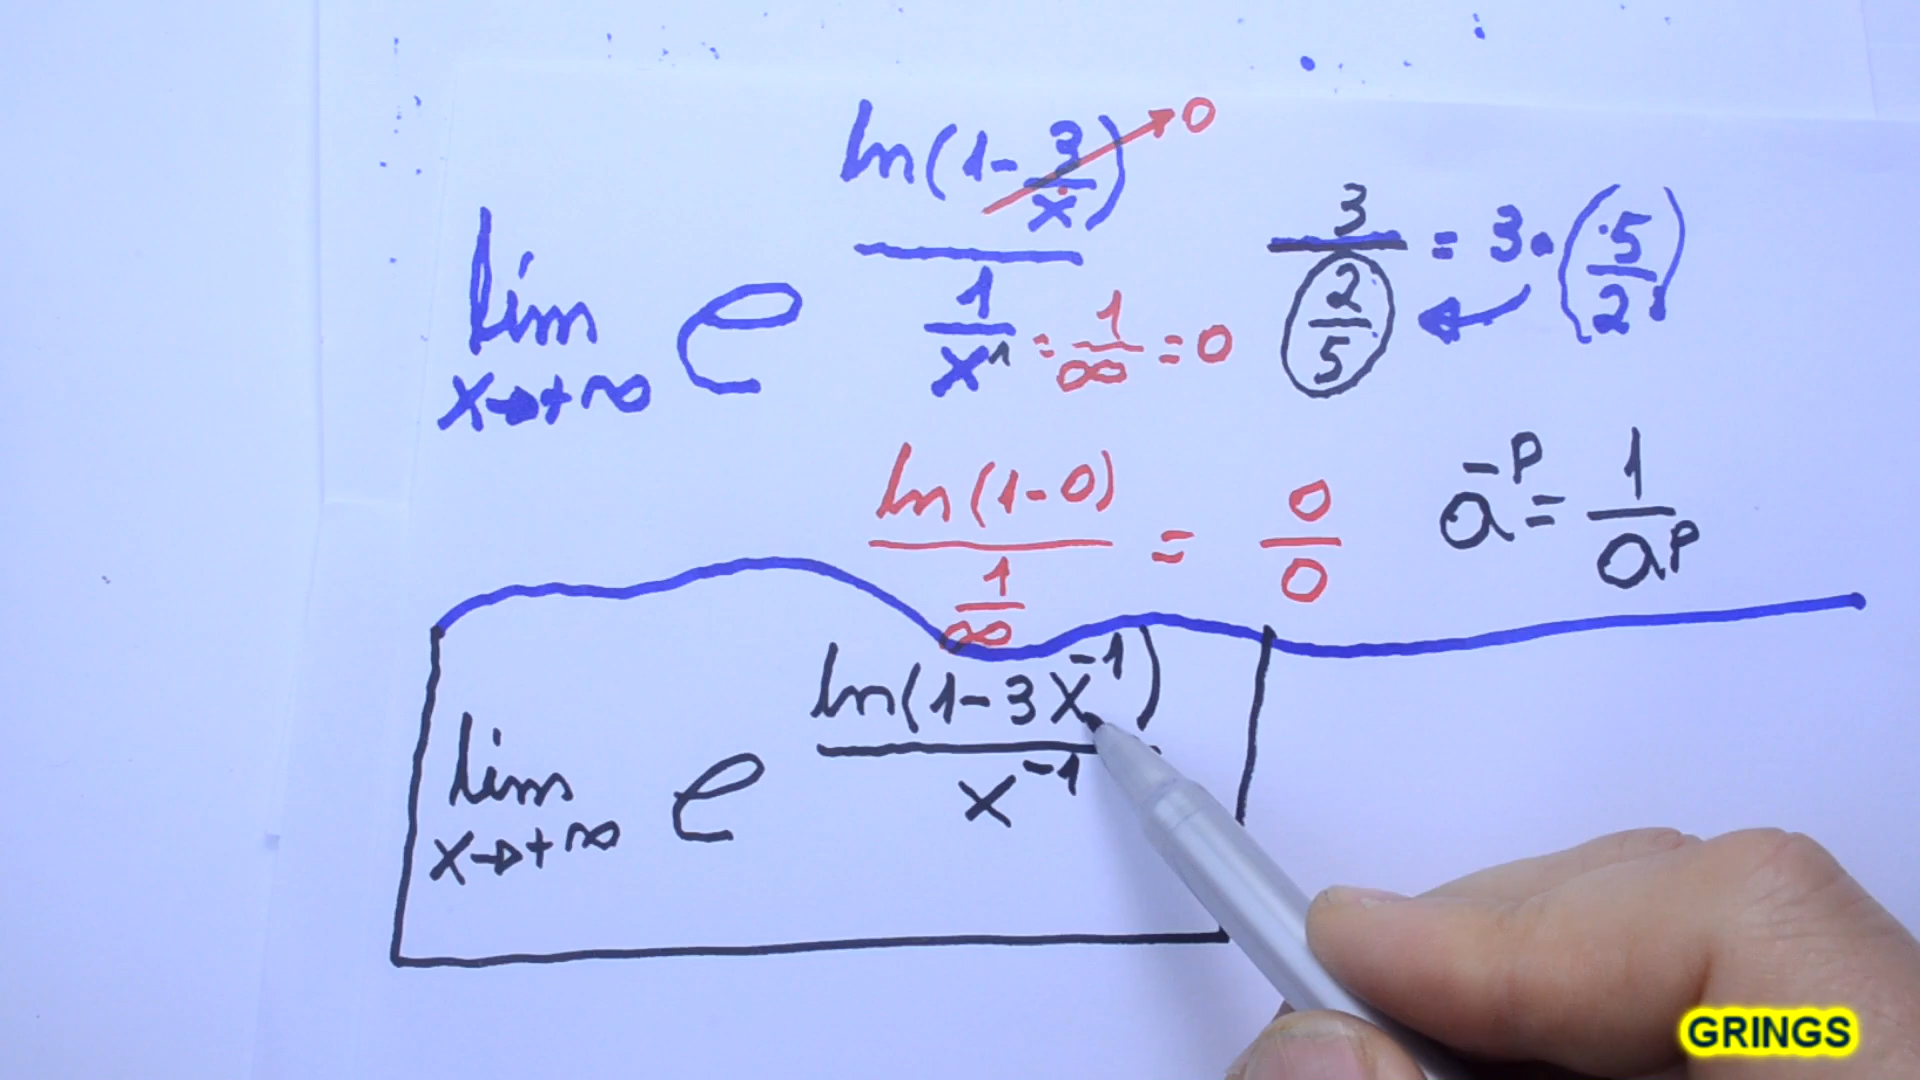 lim x→+∞ e^(ln(1-3/x) / (1/x¹)) → 0
= 1/∞ = 0
3/(2/5) = 3·(5/2)
ln(1-0) / (1/∞) = 0/0
a^-P = 1/a^P
lim x→+∞ e^(ln(1-3x^-1) / x^-1)
GRINGS